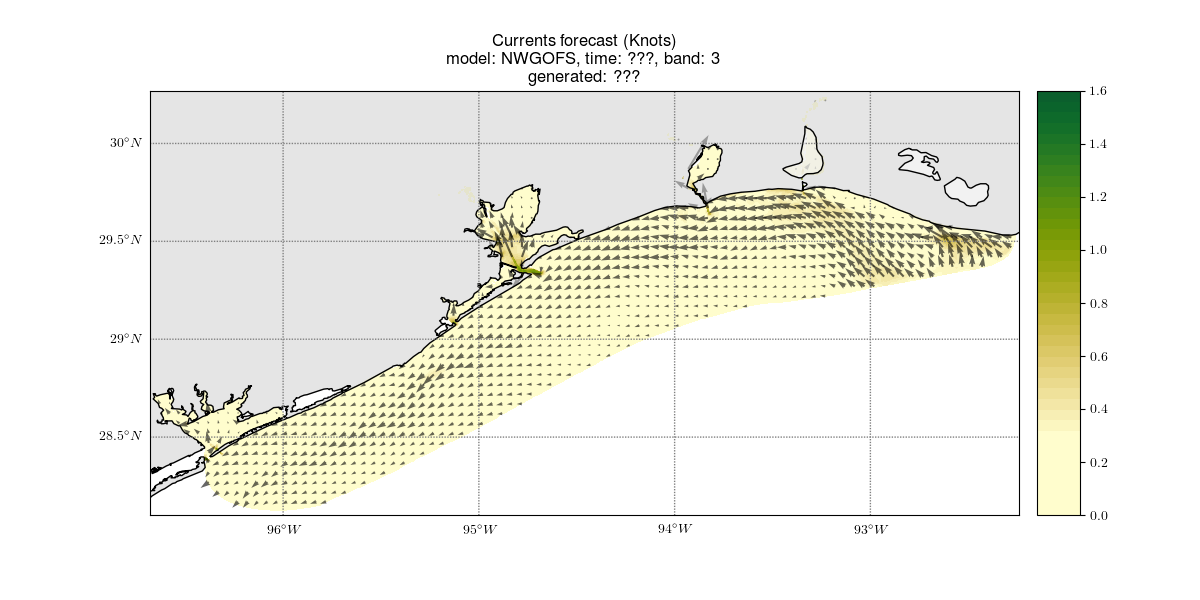 Currents forecast (Knots)
model: NWGOFS, time: ???, band: 3
generated: ???
30°N
29.5°N
29°N
28.5°N
96°W
95°W
94°W
93°W
1.6
1.4
1.2
1.0
0.8
0.6
0.4
0.2
0.0